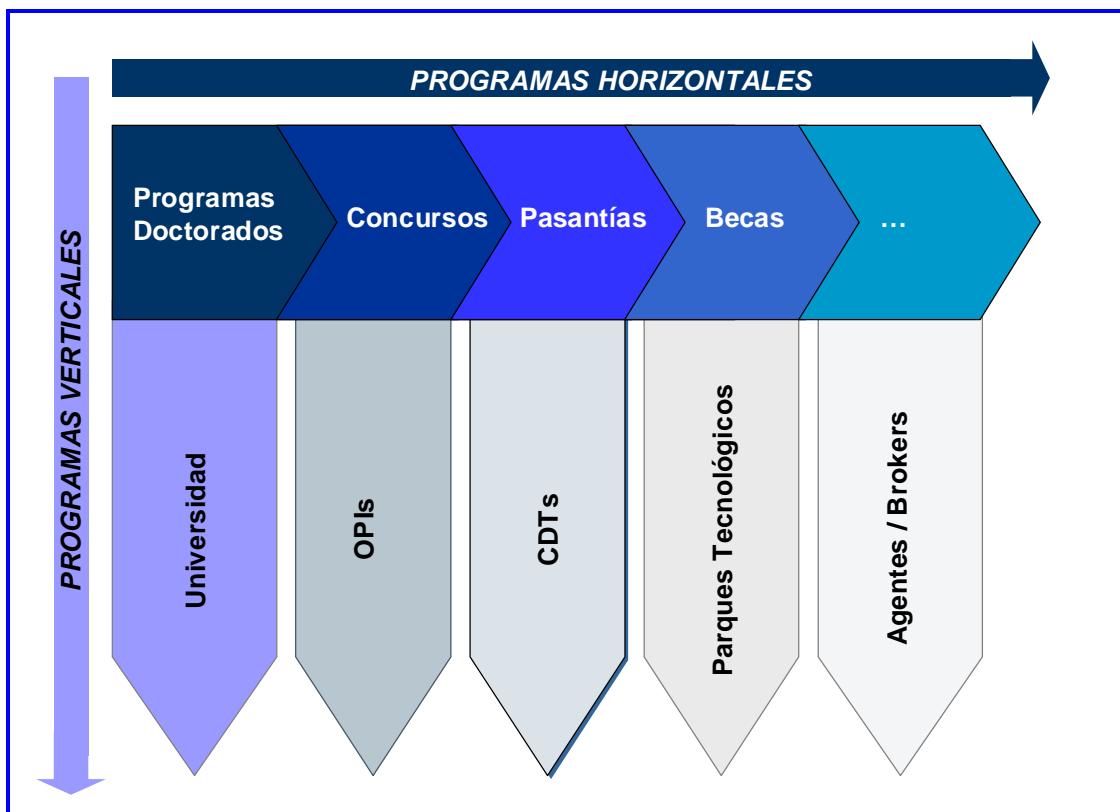 PROGRAMAS HORIZONTALES
PROGRAMAS VERTICALES
Programas
Doctorados
Concursos
Pasantías
Becas
...
Universidad
OPIs
CDTs
Parques Tecnológicos
Agentes / Brokers